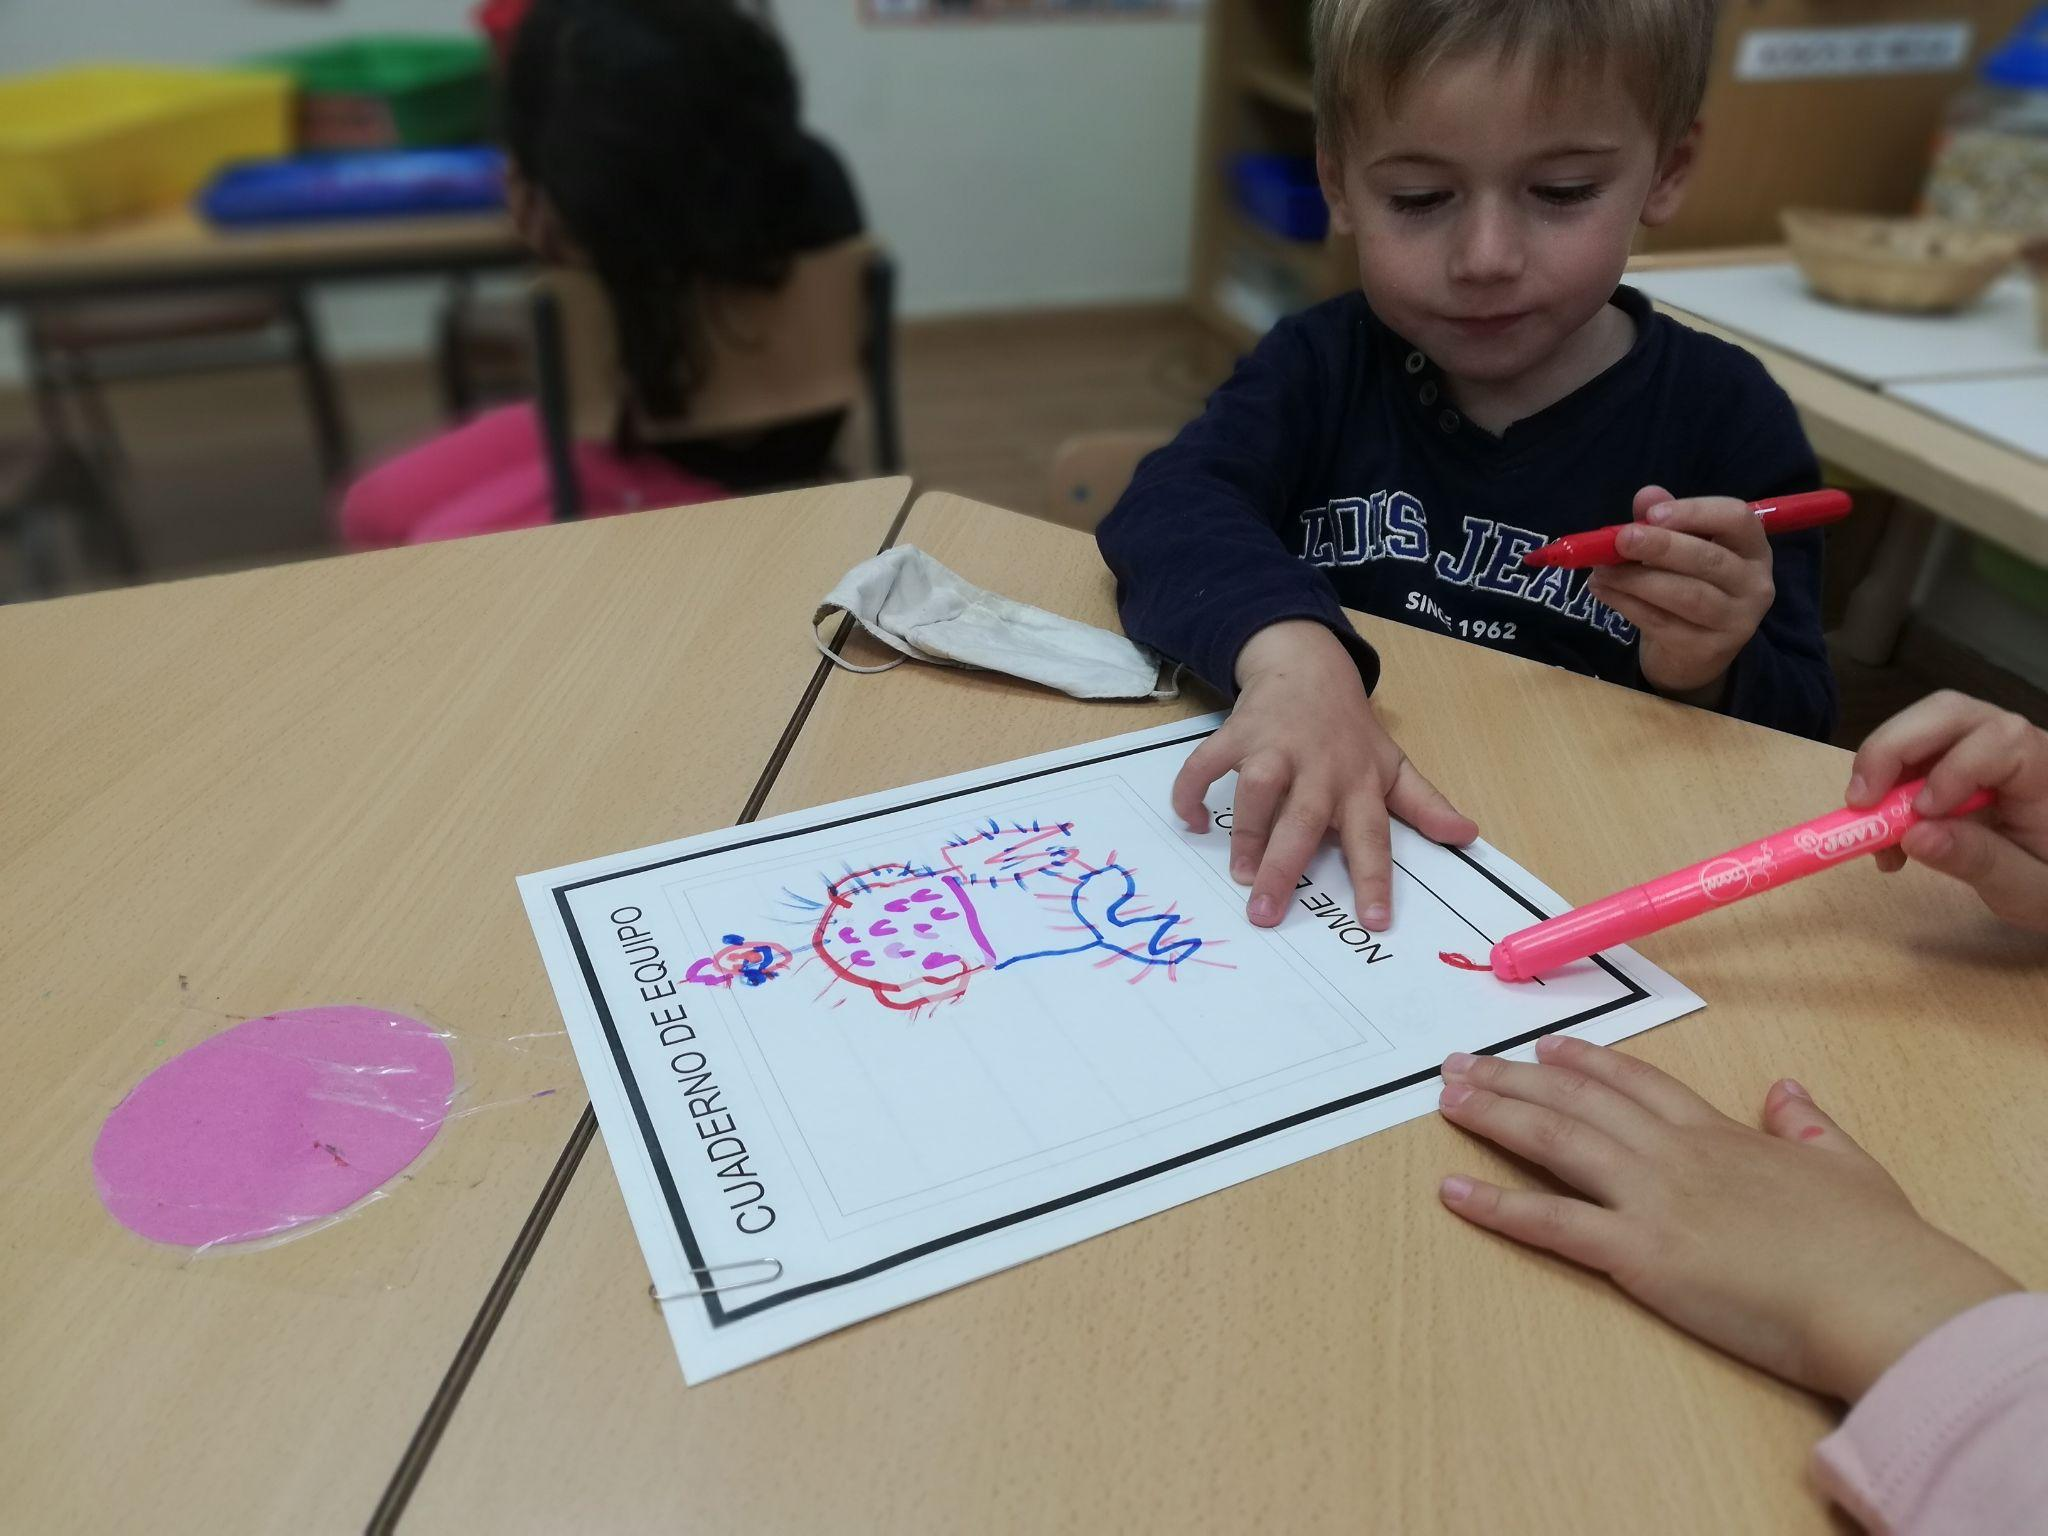 LOIS JEANS
SINCE 1962
CUADERNO DE EQUIPO
NOME
JOVI